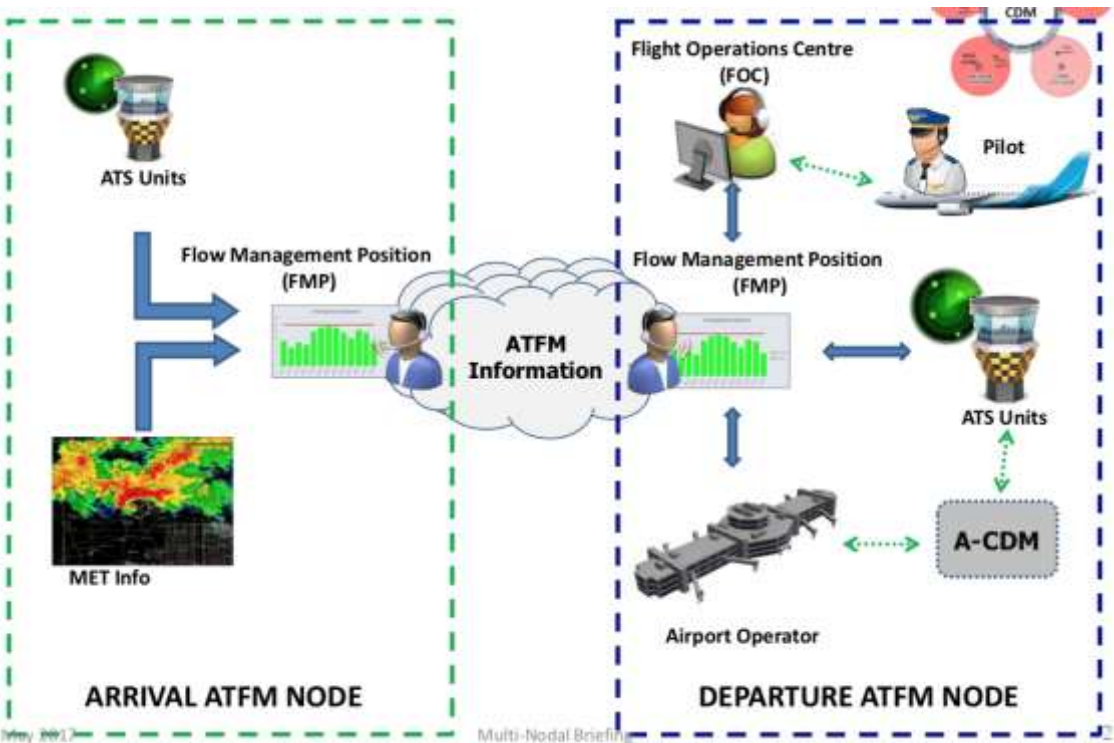 CDM
Flight Operations Centre
(FOC)
Pilot
ATS Units
Flow Management Position
(FMP)
Flow Management Position
(FMP)
ATFM
Information
ATS Units
A-CDM
MET Info
Airport Operator
ARRIVAL ATFM NODE
DEPARTURE ATFM NODE
May 2017
Multi-Nodal Briefing